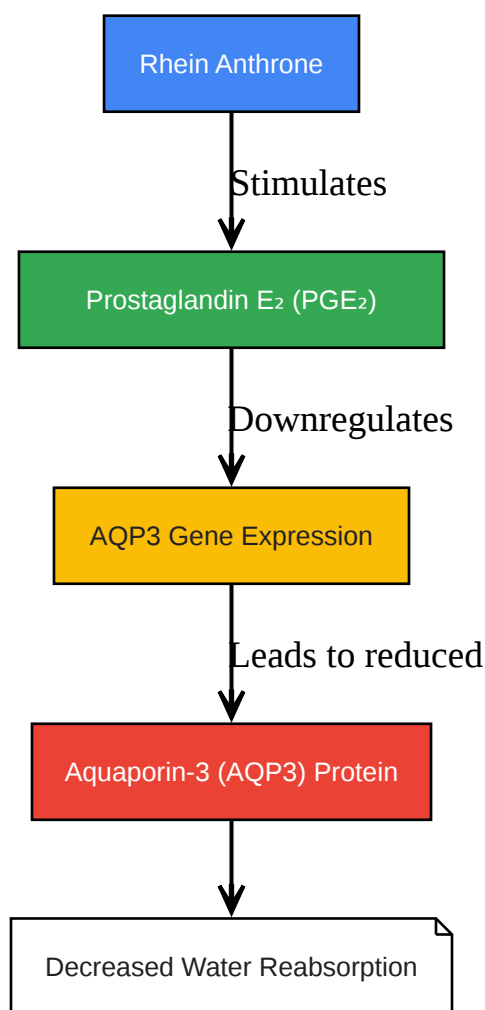 Rhein Anthrone
Stimulates
Prostaglandin E₂ (PGE₂)
Downregulates
AQP3 Gene Expression
Leads to reduced
Aquaporin-3 (AQP3) Protein
Decreased Water Reabsorption